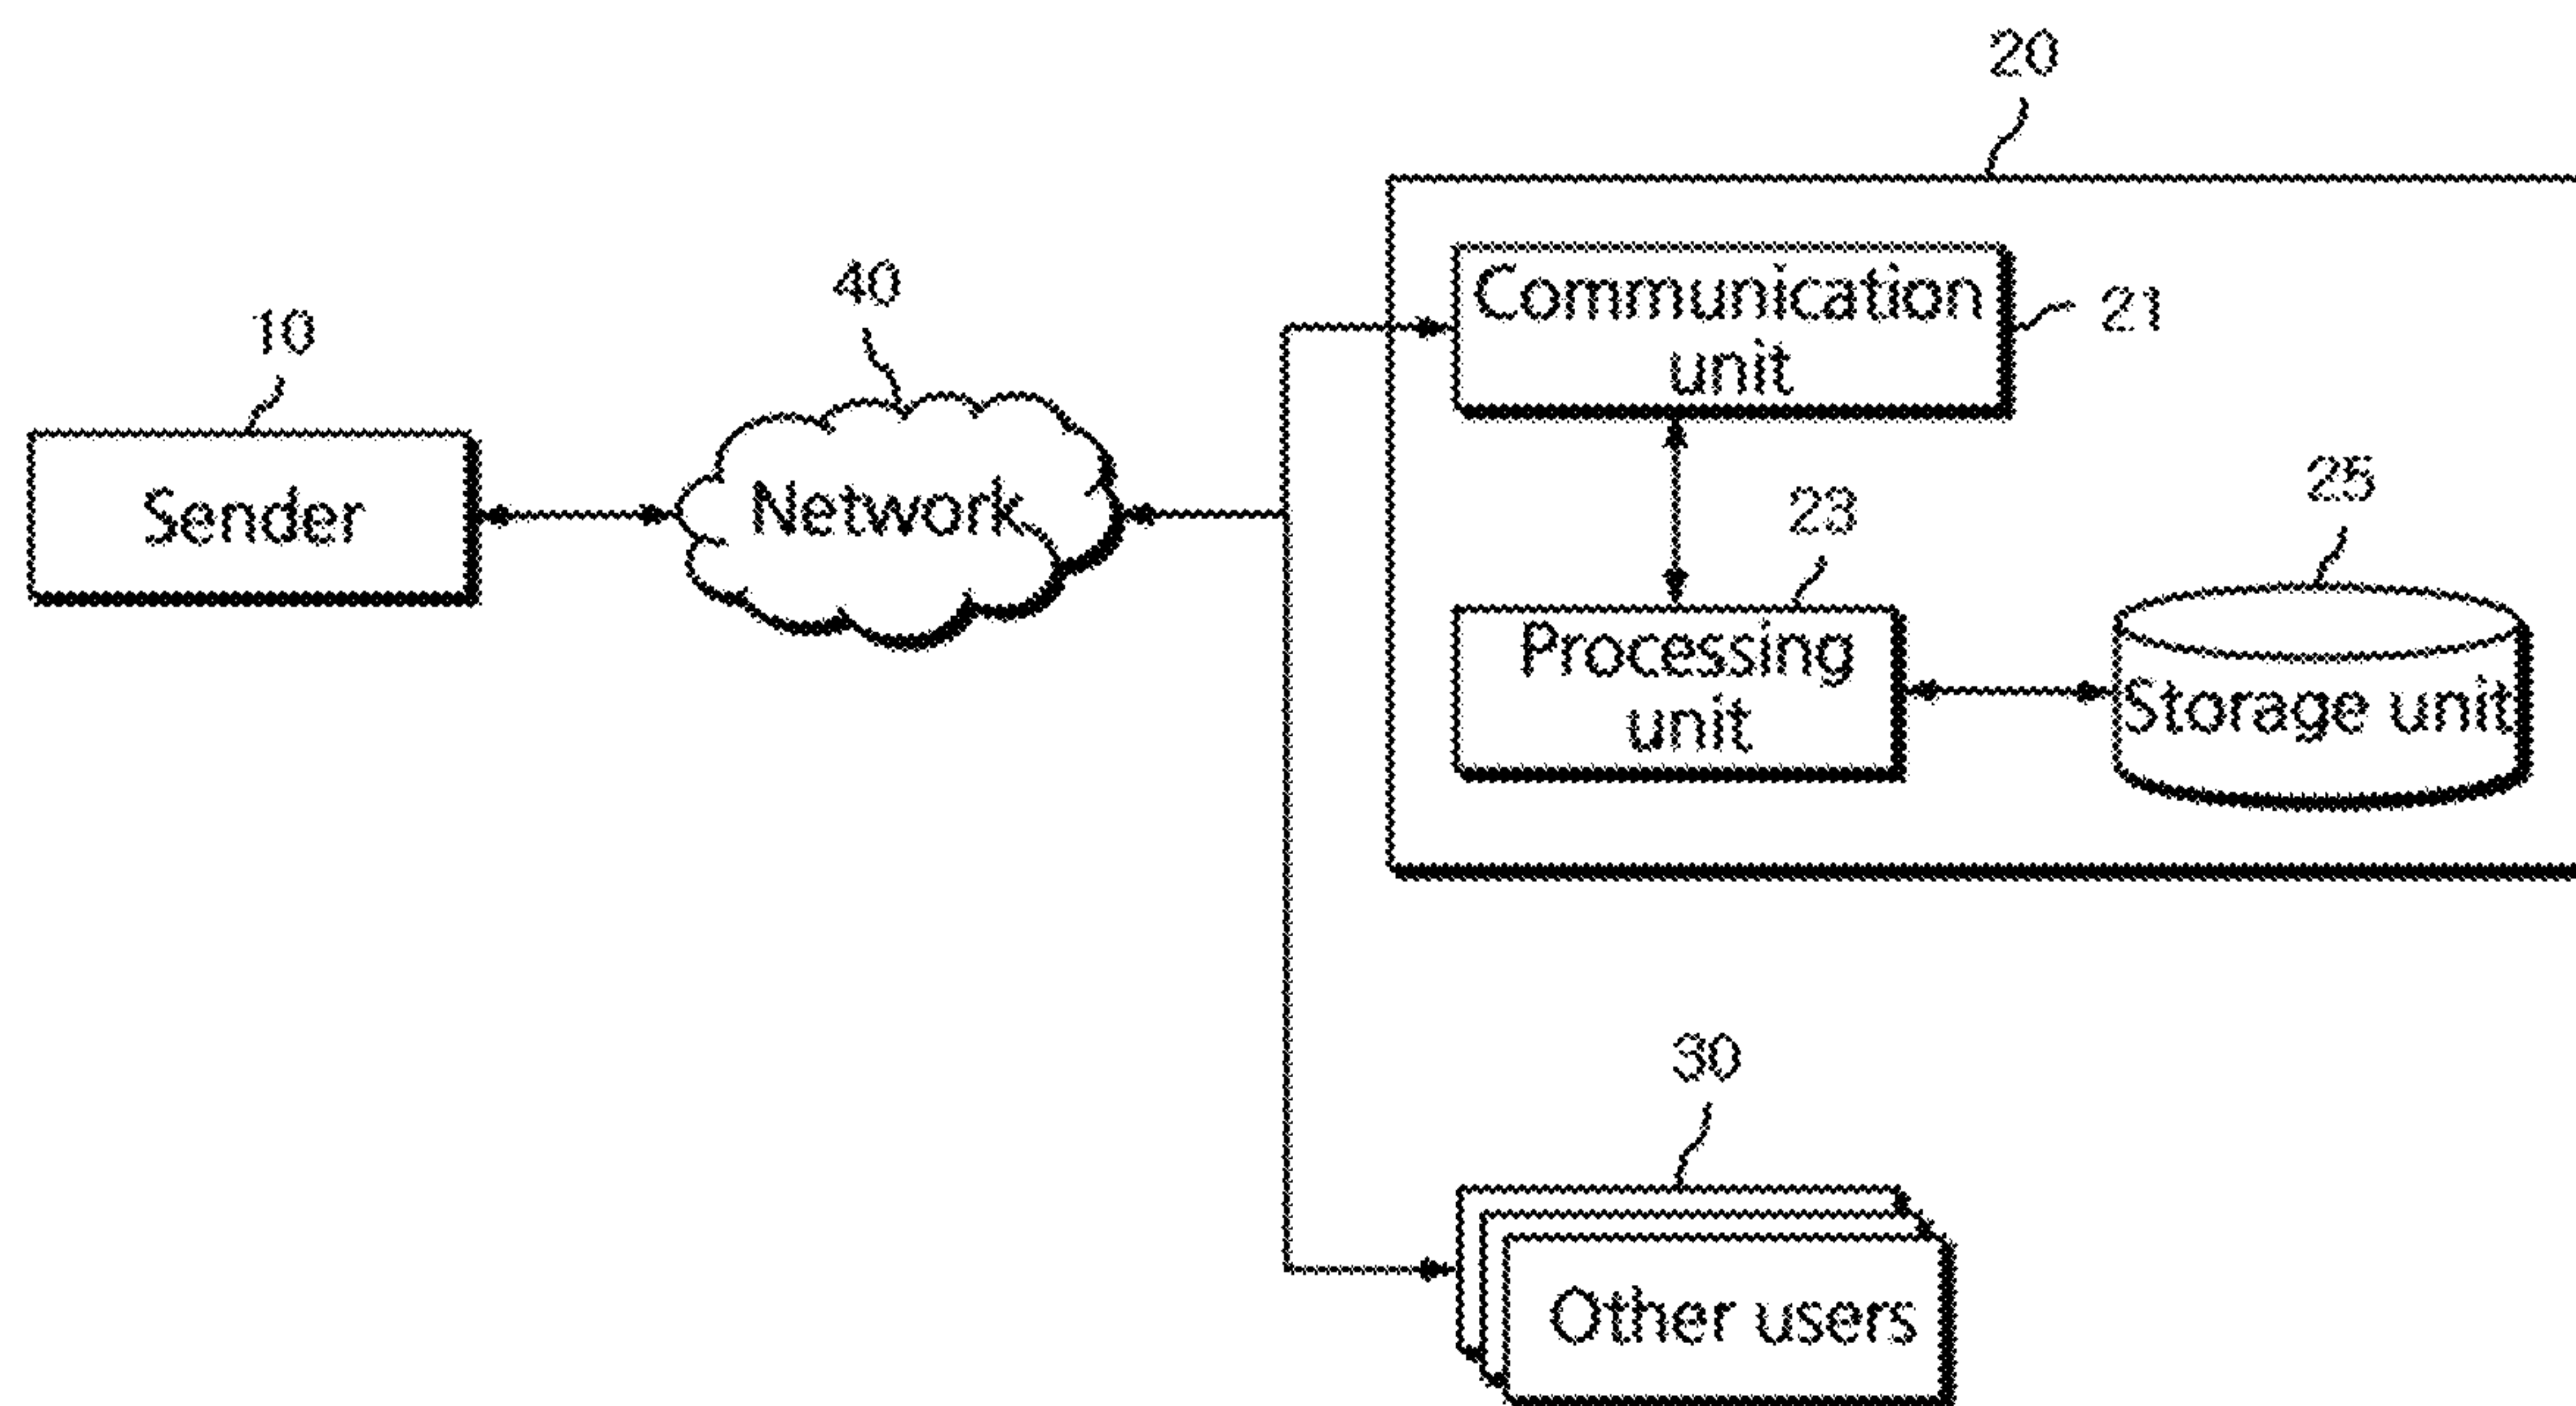 20
40
10
Communication
unit
21
Sender
Network
23
25
Processing
unit
Storage unit
30
Other users